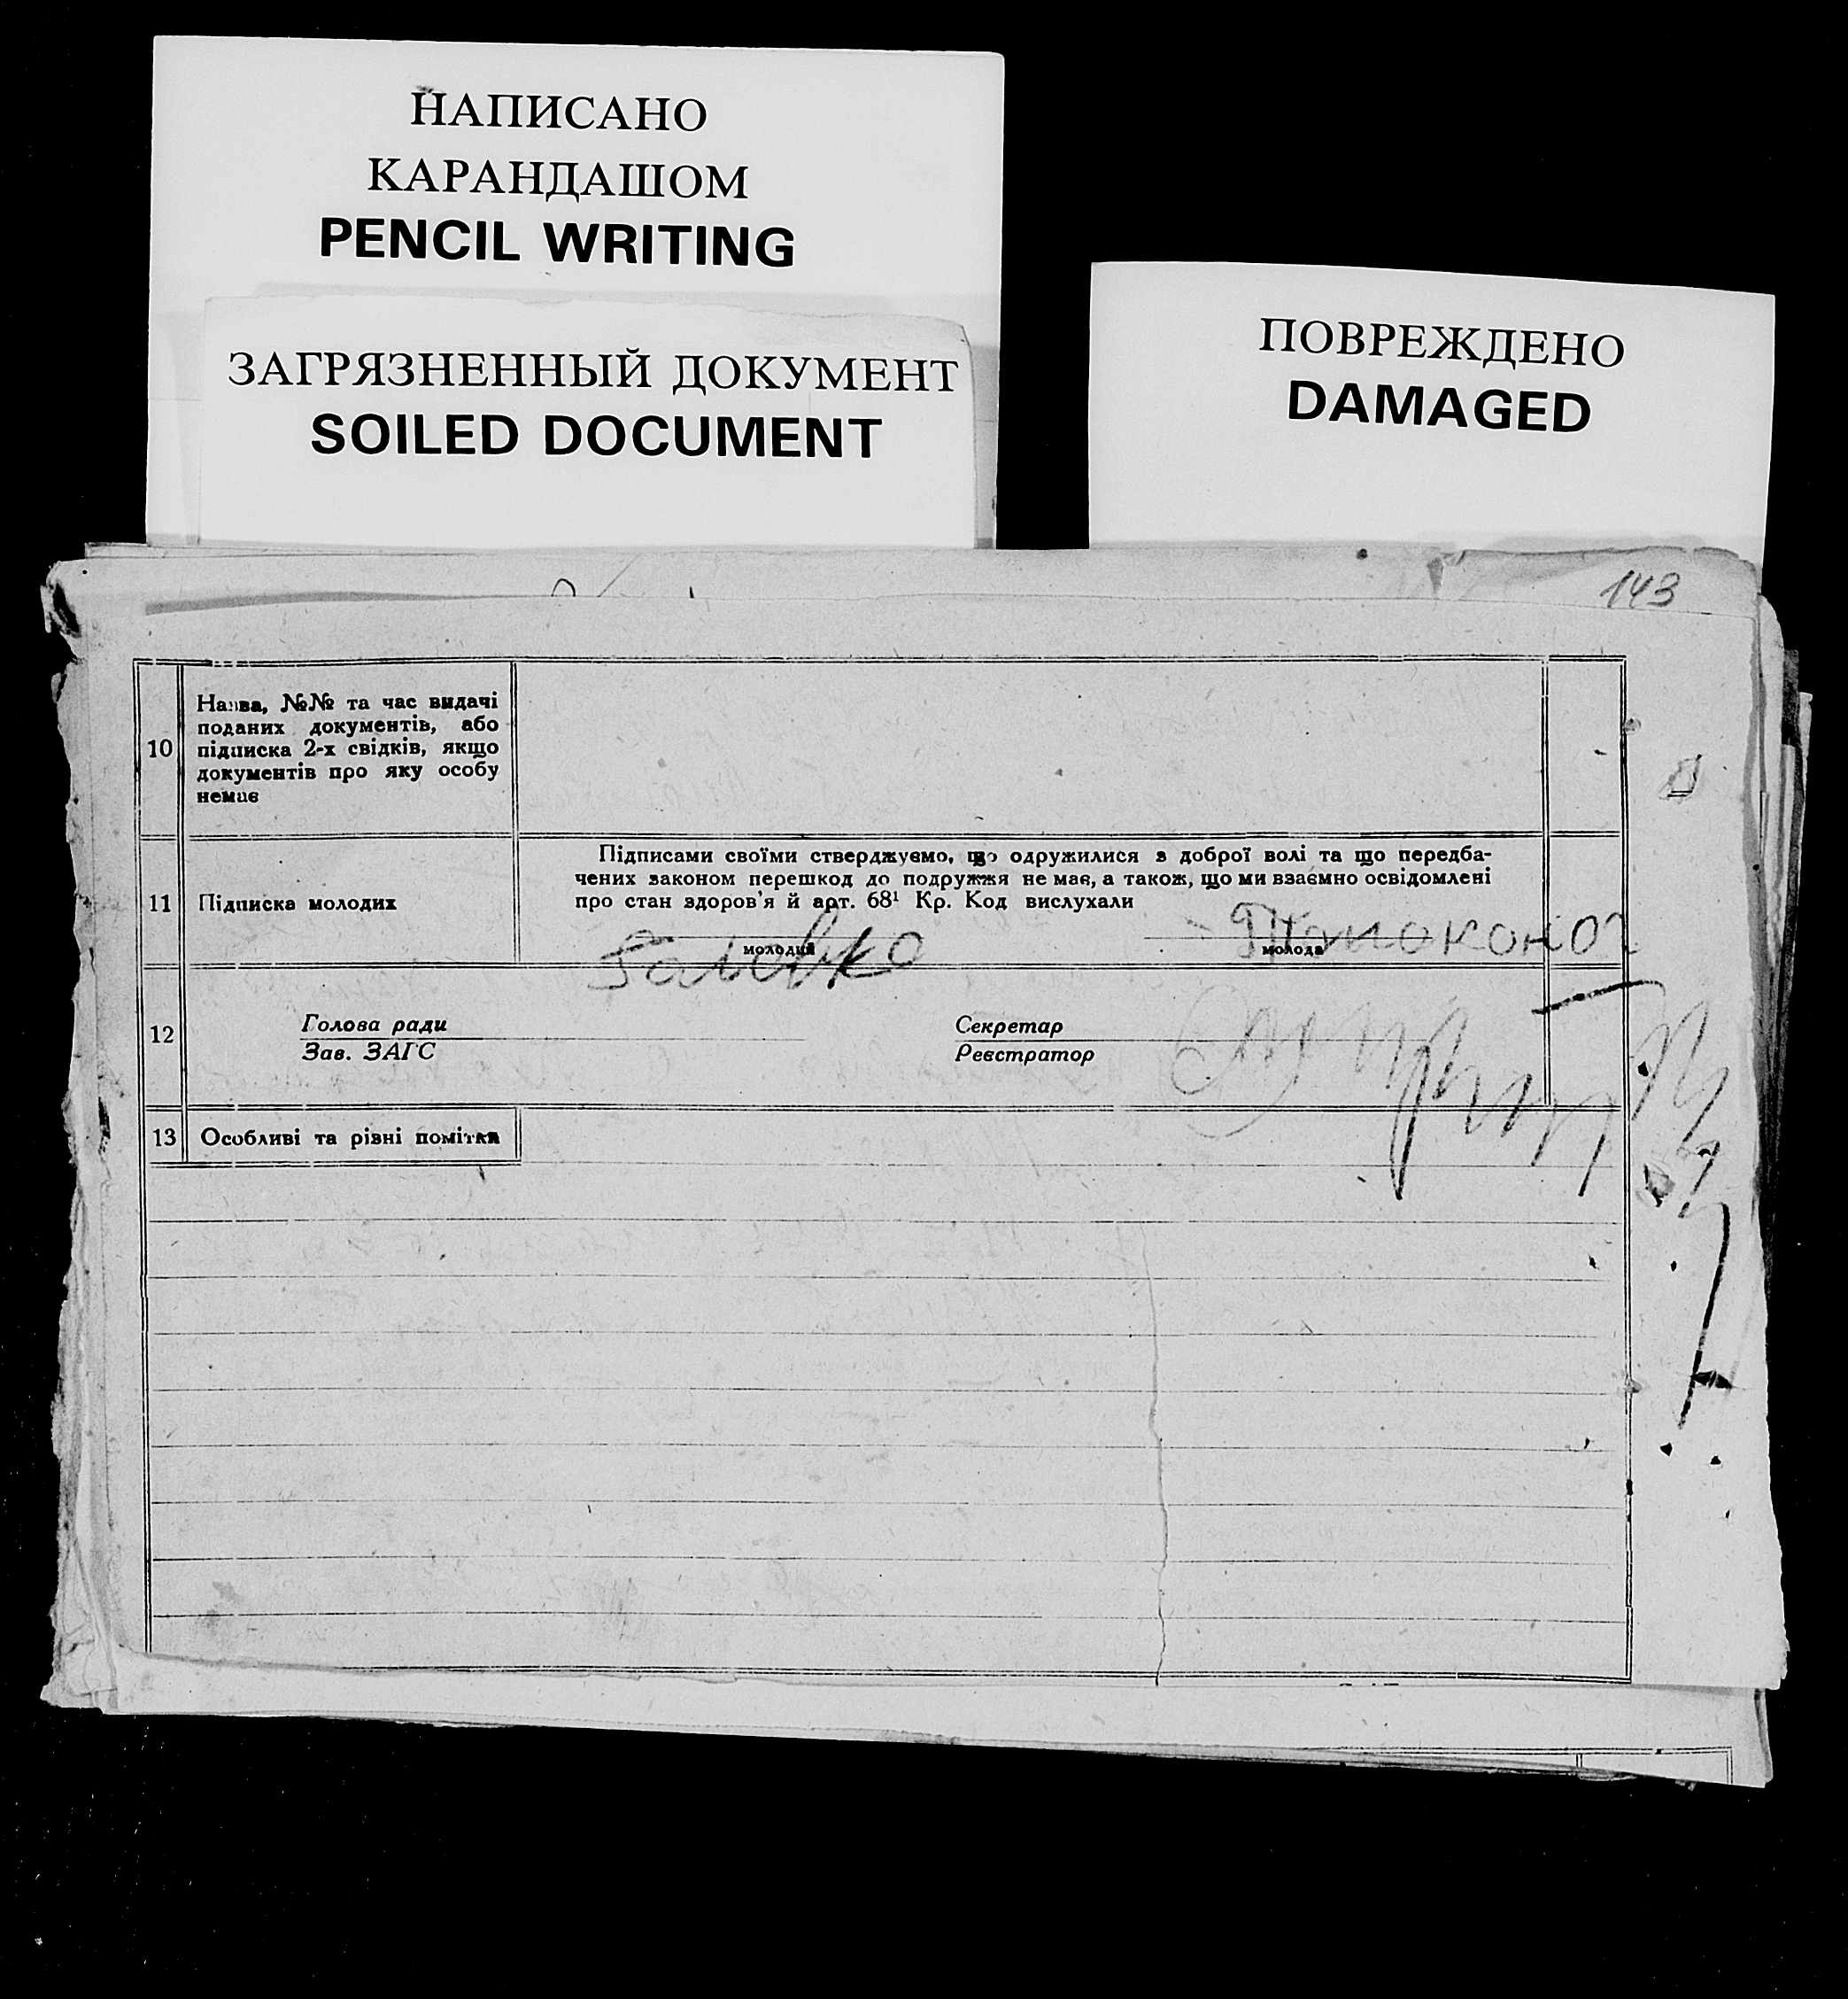 НАПИСАНО
КАРАНДАШОМ
PENCIL WRITING
ЗАГРЯЗНЕННЫЙ ДОКУМЕНТ
SOILED DOCUMENT
ПОВРЕЖДЕНО
DAMAGED
143
10
Назва, №№ та час видачі
поданих документів, або
підписка 2-х свідків, якщо
документів про яку особу
немає
11
Підписка молодих
Підписами своїми стверджуємо, що одружилися з доброї волі та що передба-
чених законом перешкод до подружжя не має, а також, що ми взаємно освідомлені
про стан здоров'я й арт. 68¹ Кр. Код вислухали
молодий
молода
12
Голова ради
Зав. ЗАГС
Секретар
Реєстратор
13
Особливі та рівні помітки